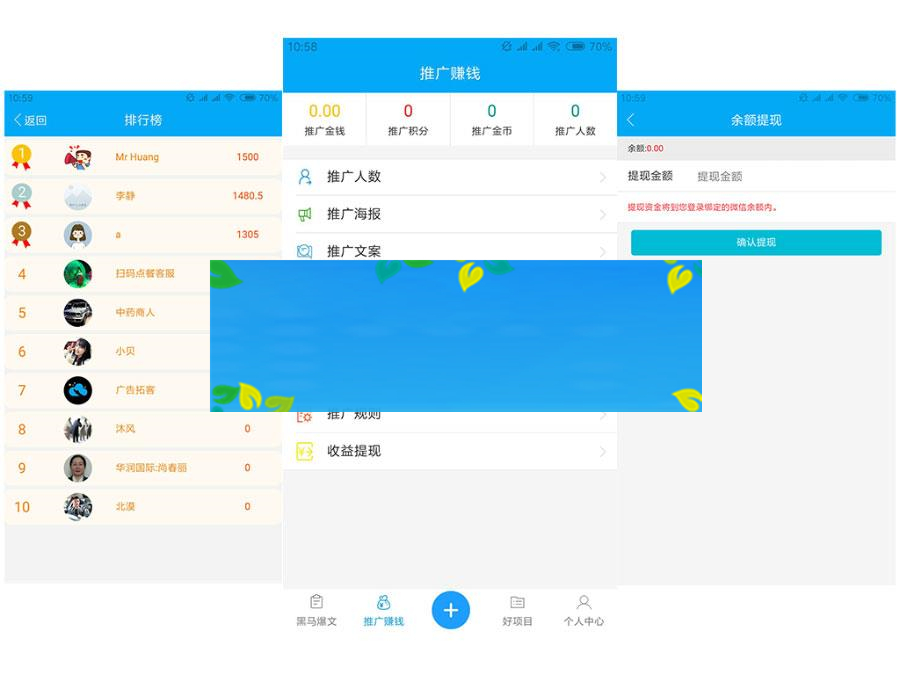 10:59
70%
返回
排行榜
1
Mr Huang
1500
2
李静
1480.5
3
a
1305
4
扫码点餐客服
5
中药商人
6
小贝
7
广告拓客
8
沐风
0
9
华润国际:尚春丽
0
10
北漠
0
10:58
70%
推广赚钱
0.00
0
0
0
推广金钱
推广积分
推广金币
推广人数
推广人数
推广海报
推广文案
推广规则
收益提现
黑马爆文
推广赚钱
好项目
个人中心
10:59
70%
余额提现
余额:0.00
提现金额
提现金额
提现资金将到您登录绑定的微信余额内。
确认提现